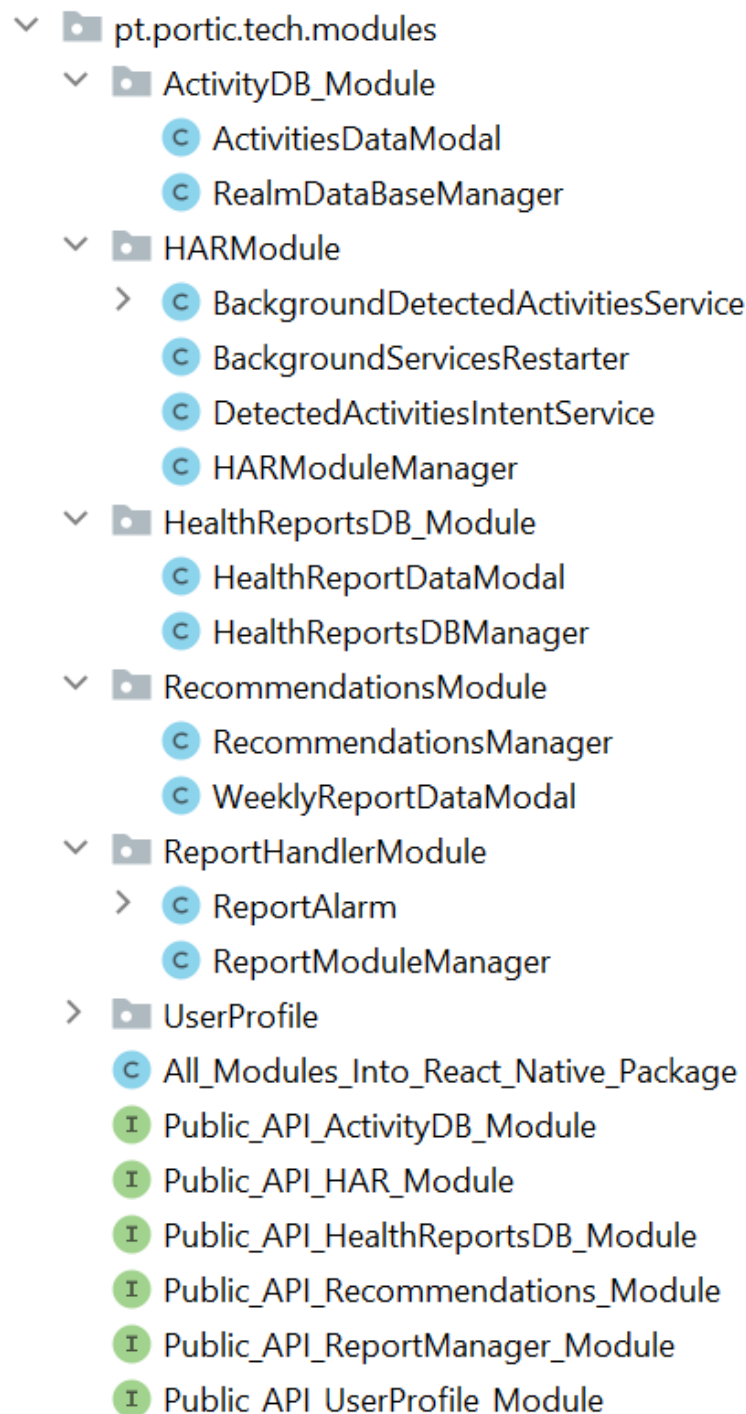 pt.portic.tech.modules
ActivityDB_Module
C ActivitiesDataModal
C RealmDataBaseManager
HARModule
C BackgroundDetectedActivitiesService
C BackgroundServicesRestarter
C DetectedActivitiesIntentService
C HARModuleManager
HealthReportsDB_Module
C HealthReportDataModal
C HealthReportsDBManager
RecommendationsModule
C RecommendationsManager
C WeeklyReportDataModal
ReportHandlerModule
C ReportAlarm
C ReportModuleManager
UserProfile
C All_Modules_Into_React_Native_Package
I Public_API_ActivityDB_Module
I Public_API_HAR_Module
I Public_API_HealthReportsDB_Module
I Public_API_Recommendations_Module
I Public_API_ReportManager_Module
I Public_API_UserProfile_Module